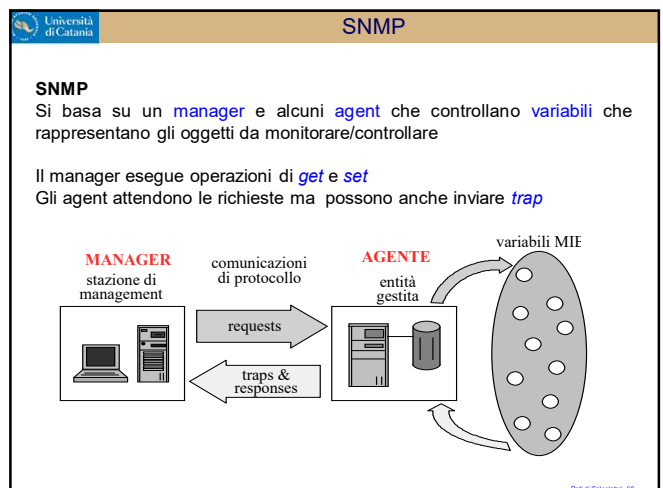 Università
di Catania
SNMP
SNMP
Si basa su un manager e alcuni agent che controllano variabili che
rappresentano gli oggetti da monitorare/controllare
Il manager esegue operazioni di get e set
Gli agent attendono le richieste ma possono anche inviare trap
MANAGER
stazione di
management
comunicazioni
di protocollo
AGENTE
entità
gestita
variabili MIB
requests
traps &
responses